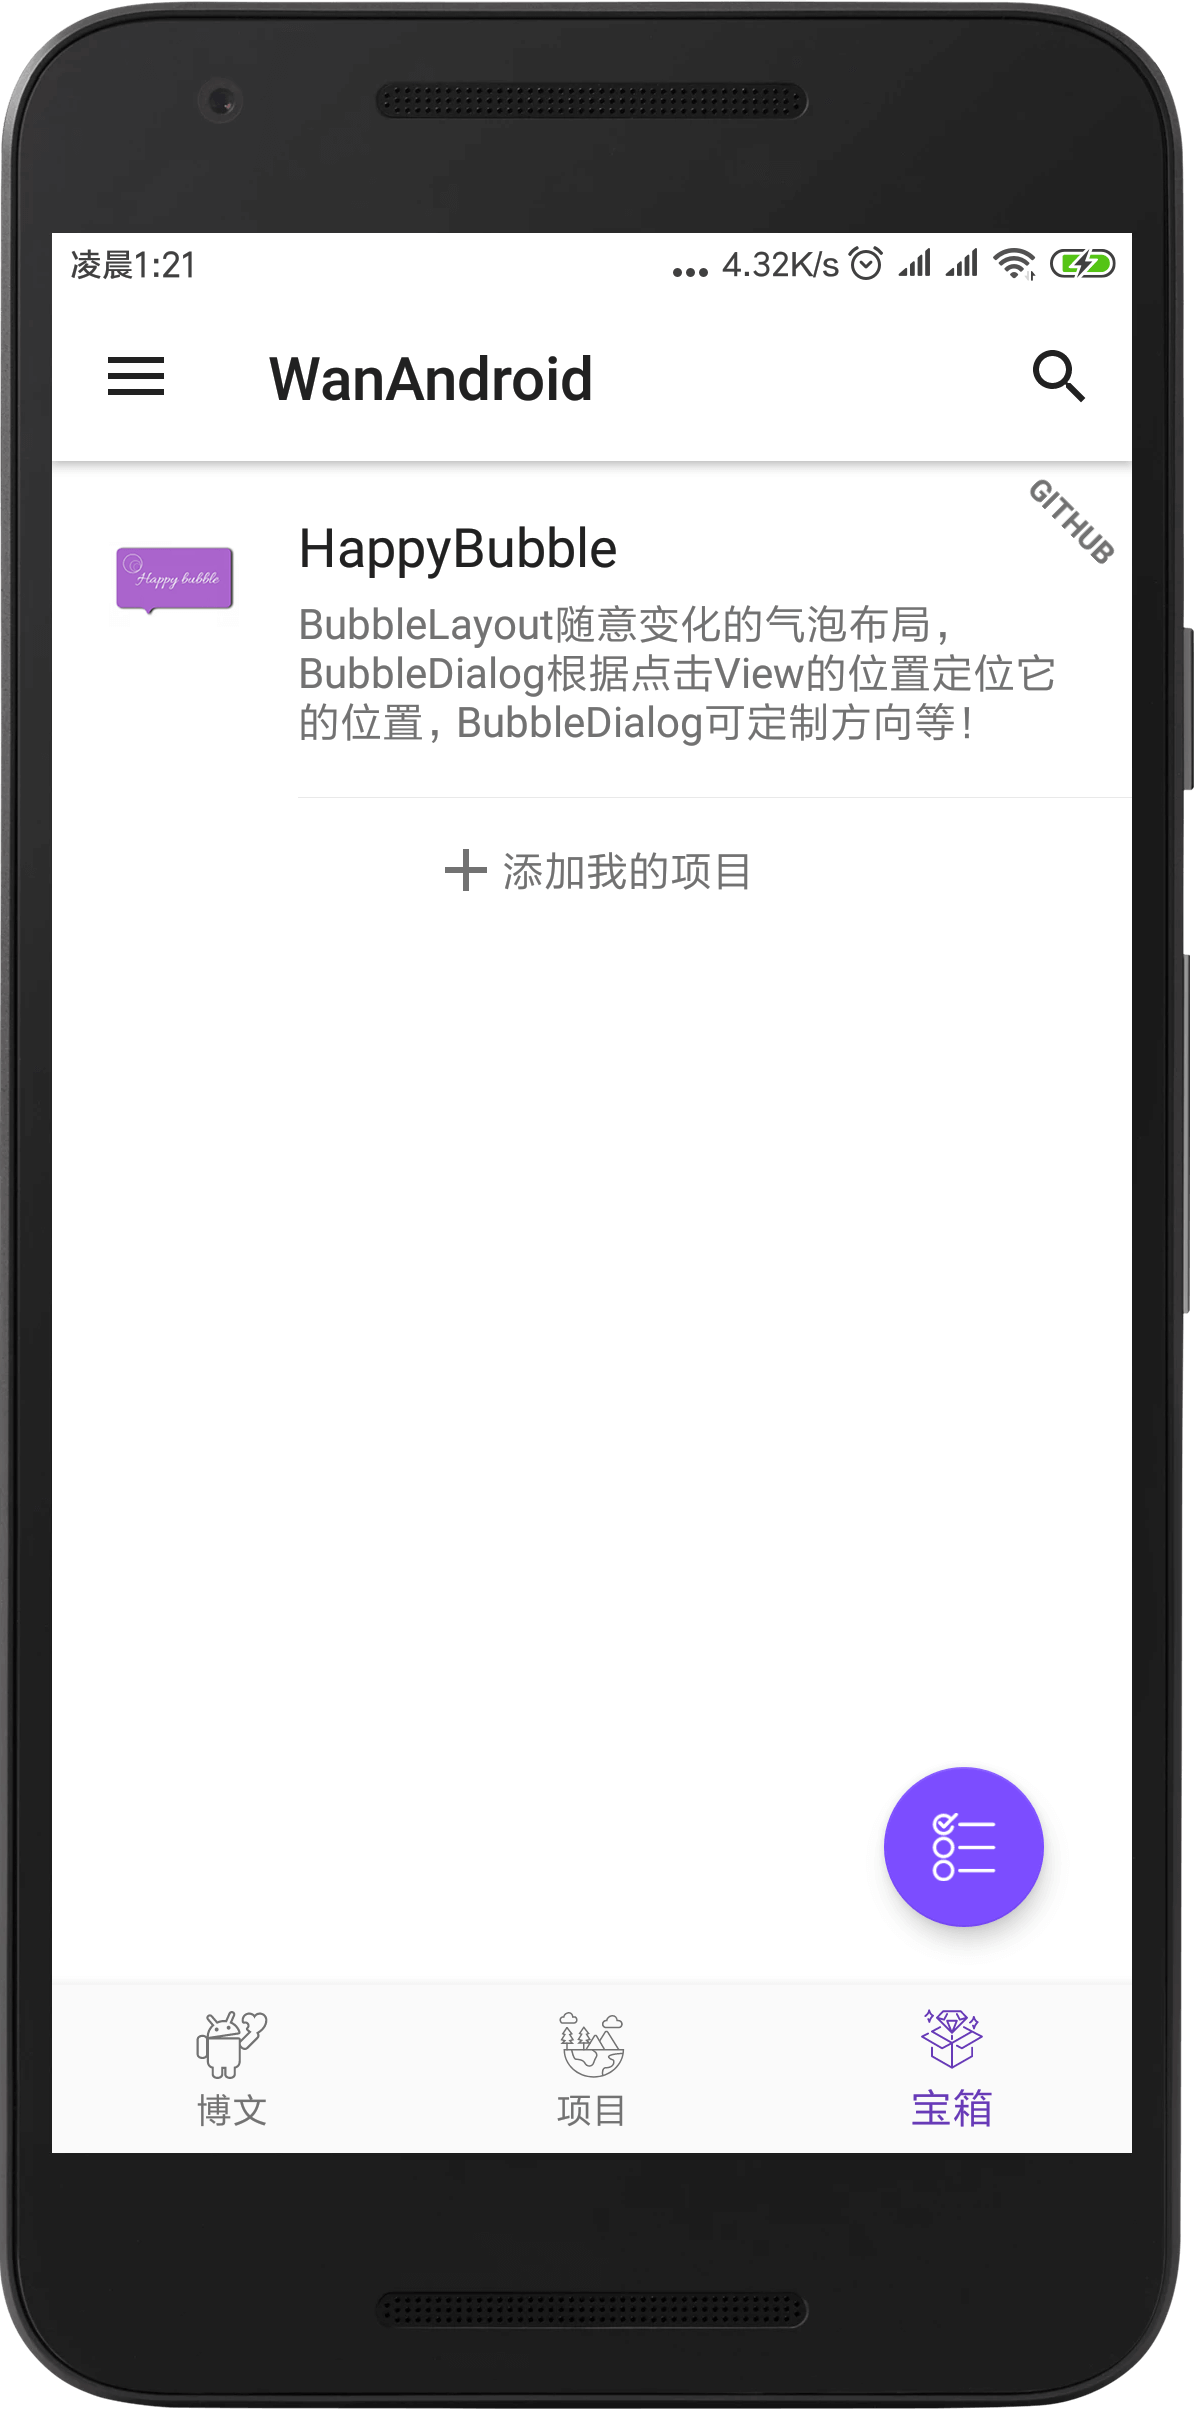 凌晨1:21
... 4.32K/s
WanAndroid
GITHUB
HappyBubble
Happy bubble
BubbleLayout随意变化的气泡布局，
BubbleDialog根据点击View的位置定位它
的位置，BubbleDialog可定制方向等！
添加我的项目
博文
项目
宝箱